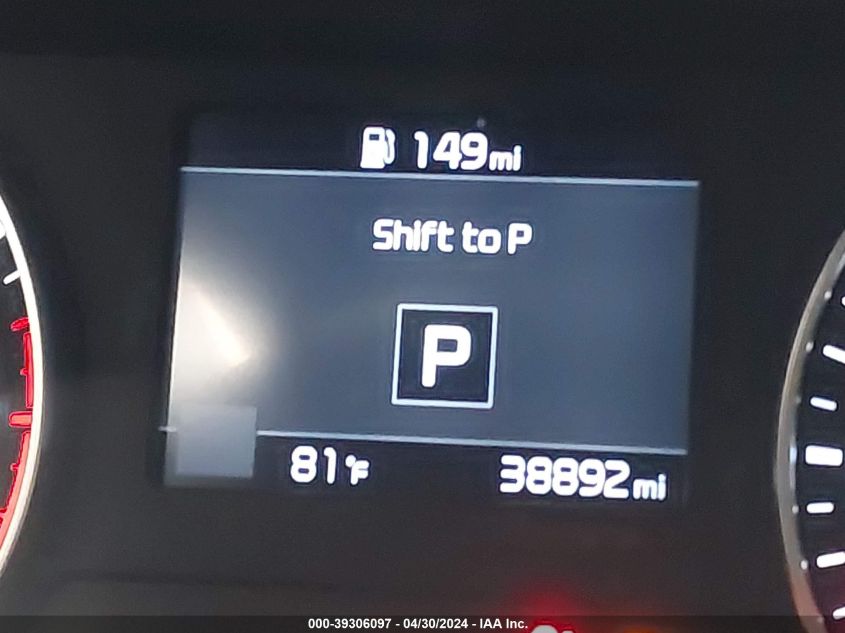 149mi
Shift to P
P
81°F 38892mi
000-39306097 - 04/30/2024 - IAA Inc.